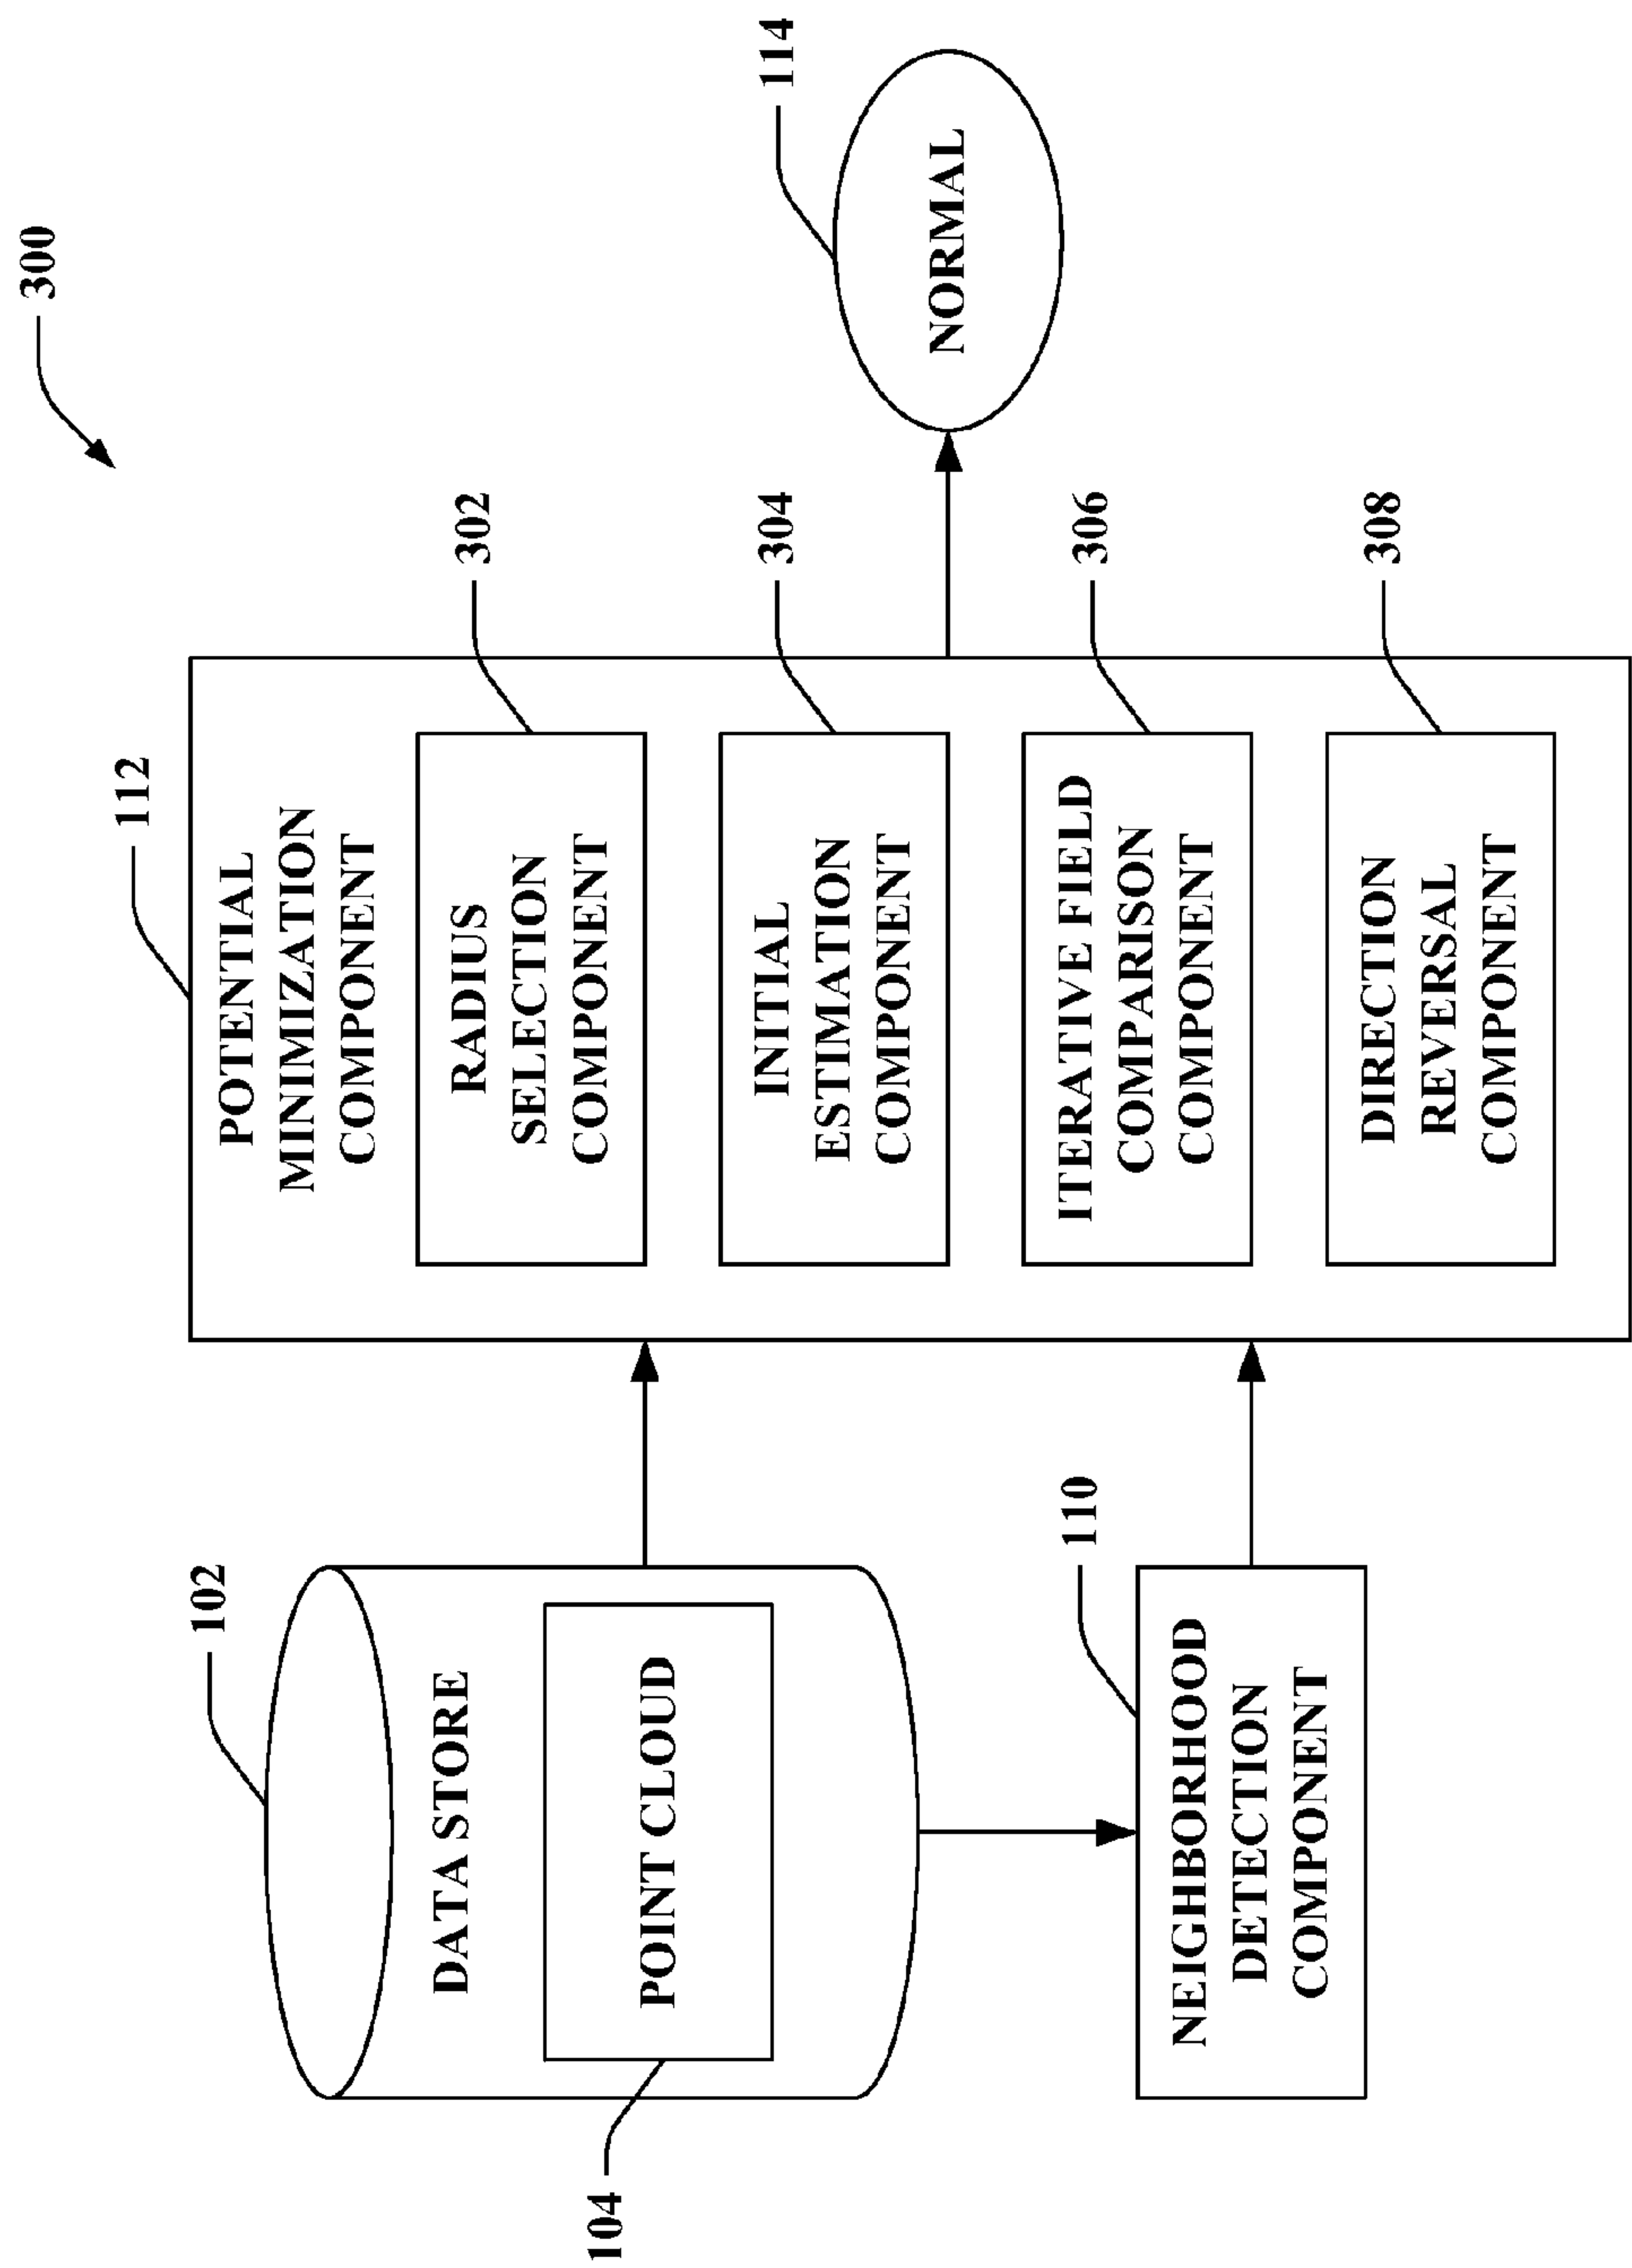 300
112
POTENTIAL
MINIMIZATION
COMPONENT
102
DATA STORE
302
RADIUS
SELECTION
COMPONENT
114
NORMAL
POINT CLOUD
104
304
INITIAL
ESTIMATION
COMPONENT
110
NEIGHBORHOOD
DETECTION
COMPONENT
306
ITERATIVE FIELD
COMPARISON
COMPONENT
308
DIRECTION
REVERSAL
COMPONENT